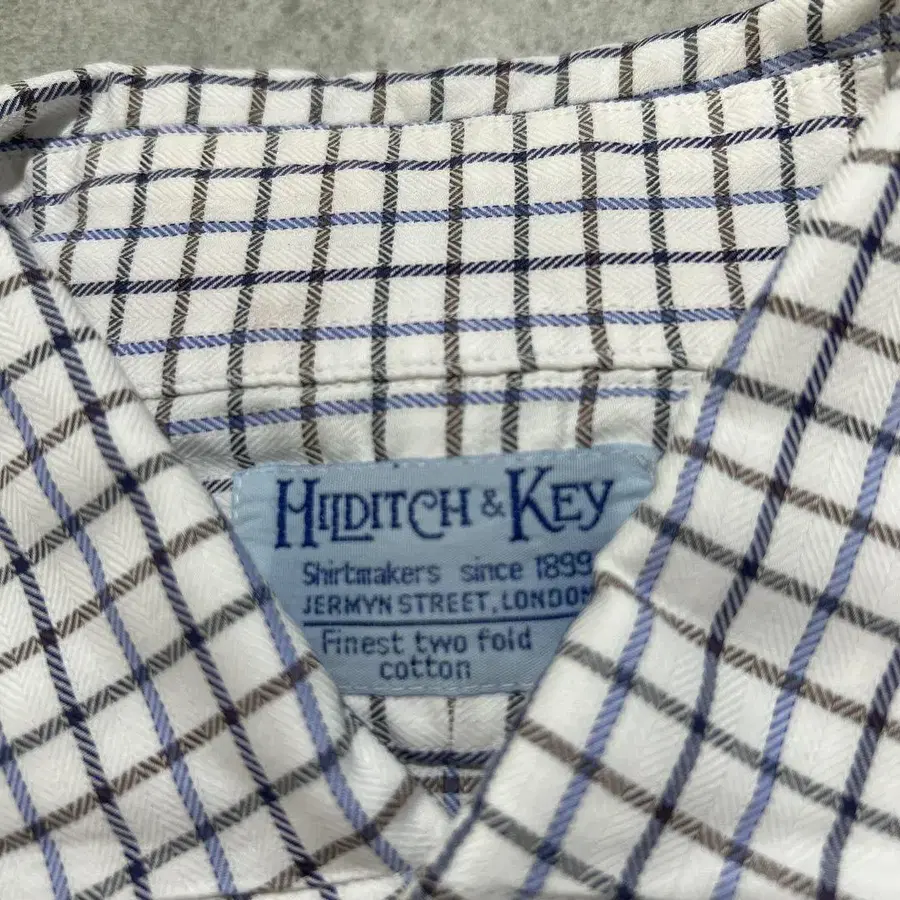 HILDITCH & KEY
Shirtmakers since 1899
JERMYN STREET, LONDON
Finest two fold
cotton